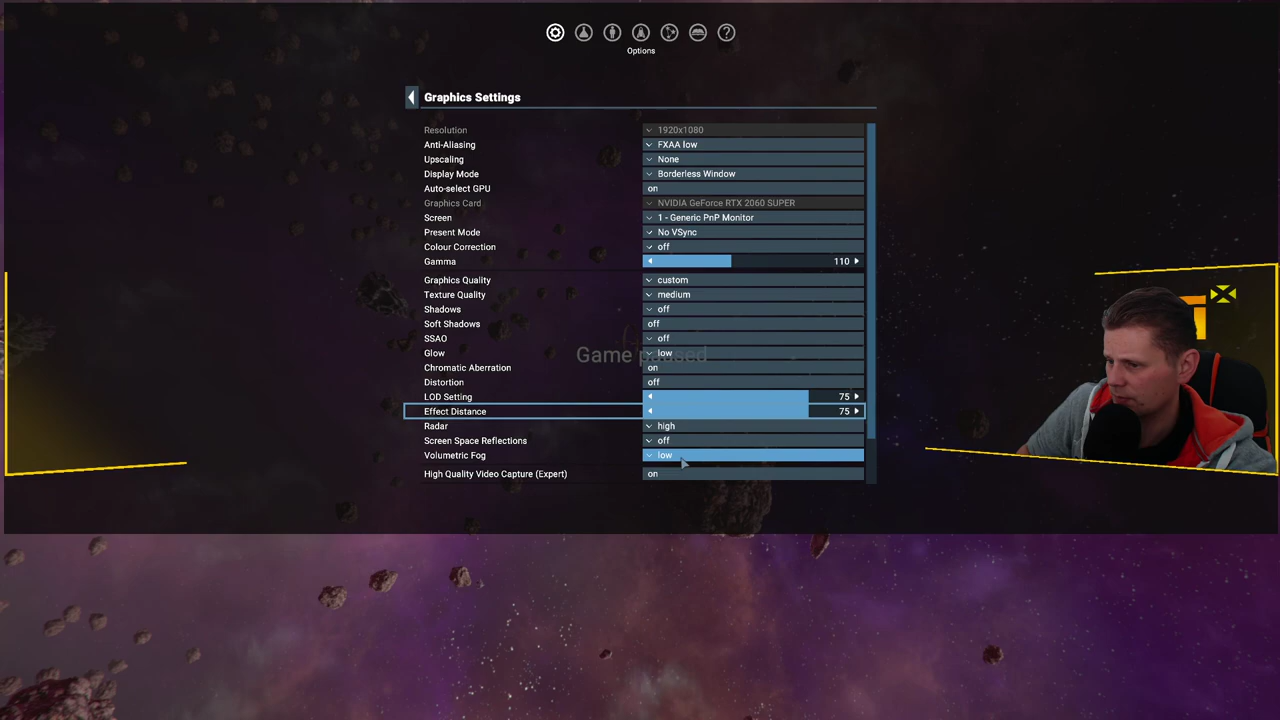 Options
Graphics Settings
Resolution 1920x1080
Anti-Aliasing FXAA low
Upscaling None
Display Mode Borderless Window
Auto-select GPU on
Graphics Card NVIDIA GeForce RTX 2060 SUPER
Screen 1 - Generic PnP Monitor
Present Mode No VSync
Colour Correction off
Gamma 110
Graphics Quality custom
Texture Quality medium
Shadows off
Soft Shadows off
SSAO off
Glow low
Game paused
Chromatic Aberration on
Distortion off
LOD Setting 75
Effect Distance 75
Radar high
Screen Space Reflections off
Volumetric Fog low
High Quality Video Capture (Expert) on